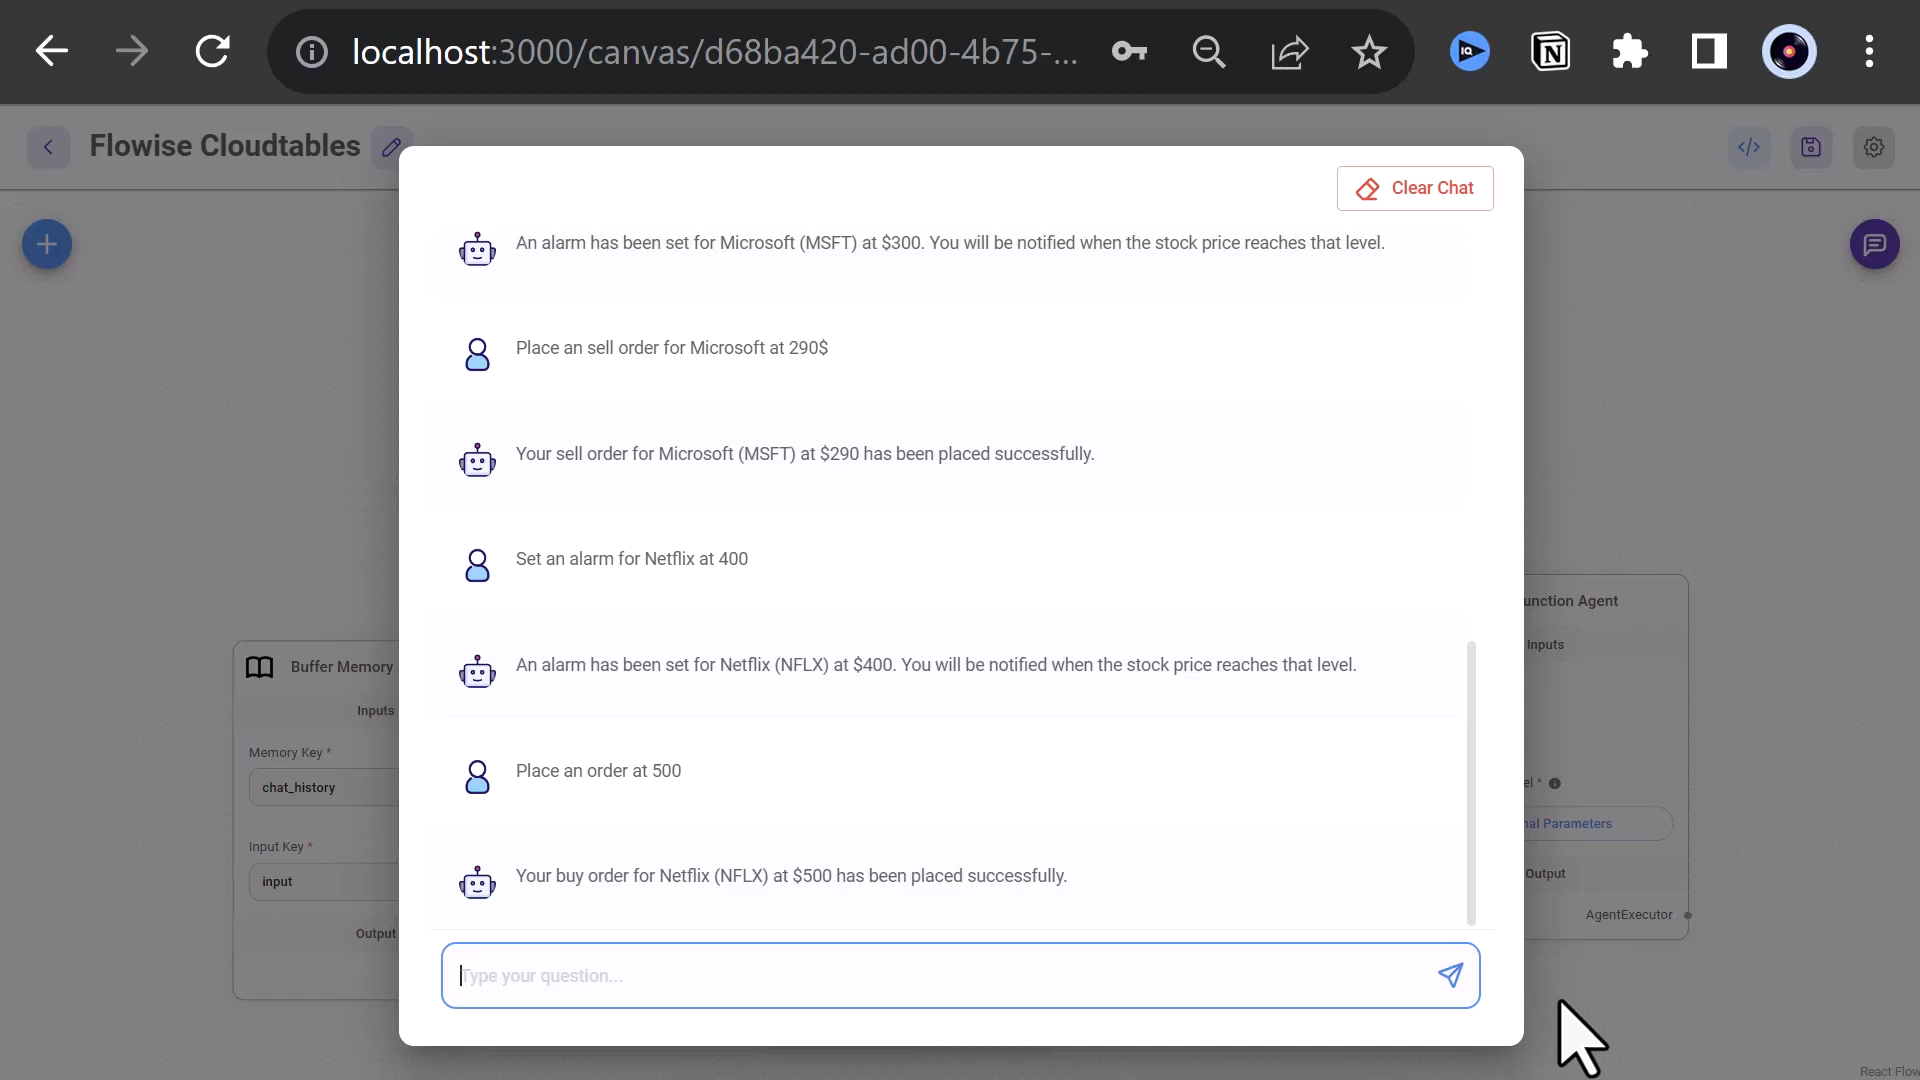 localhost:3000/canvas/d68ba420-ad00-4b75-...
IQ
N
Flowise Cloudtables
</>
Clear Chat
An alarm has been set for Microsoft (MSFT) at $300. You will be notified when the stock price reaches that level.
Place an sell order for Microsoft at 290$
Your sell order for Microsoft (MSFT) at $290 has been placed successfully.
Set an alarm for Netflix at 400
An alarm has been set for Netflix (NFLX) at $400. You will be notified when the stock price reaches that level.
Place an order at 500
Your buy order for Netflix (NFLX) at $500 has been placed successfully.
Type your question...
Buffer Memory
Inputs
Memory Key *
chat_history
Input Key *
input
Output
unction Agent
Inputs
el *
nal Parameters
Output
AgentExecutor
React Flow